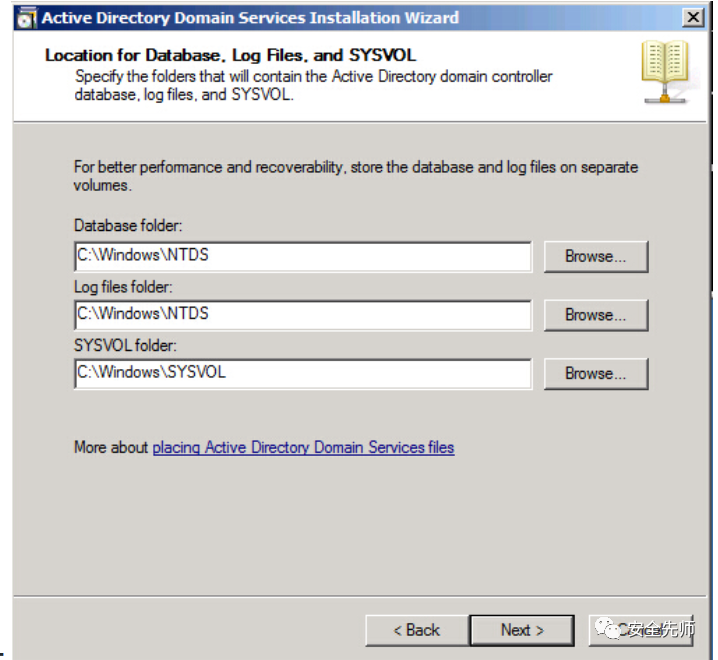 Active Directory Domain Services Installation Wizard
Location for Database, Log Files, and SYSVOL
Specify the folders that will contain the Active Directory domain controller
database, log files, and SYSVOL.
For better performance and recoverability, store the database and log files on separate
volumes.
Database folder:
C:\Windows\NTDS
Browse...
Log files folder:
C:\Windows\NTDS
Browse...
SYSVOL folder:
C:\Windows\SYSVOL
Browse...
More about placing Active Directory Domain Services files
< Back
Next >
Cancel
安全先师